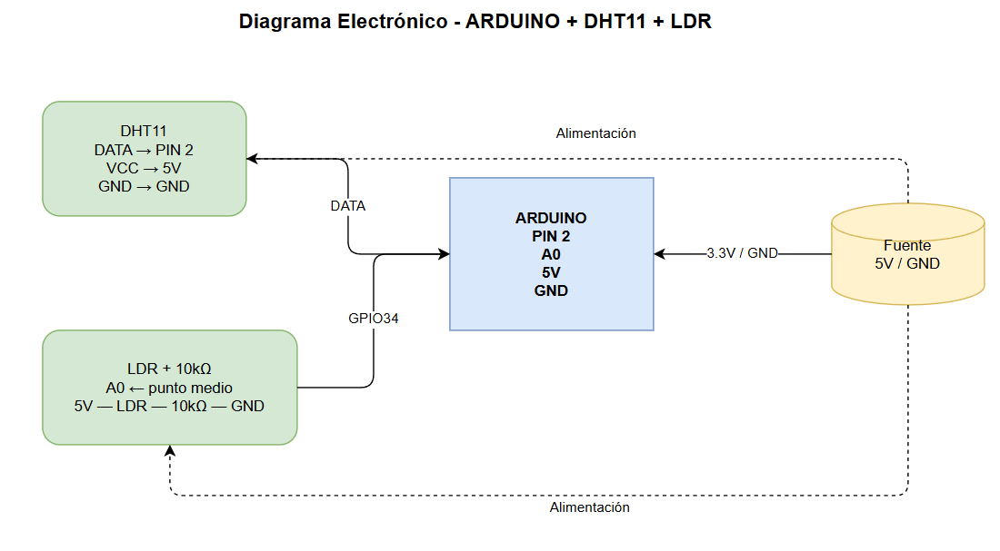 Diagrama Electrónico - ARDUINO + DHT11 + LDR
Alimentación
DHT11
DATA → PIN 2
VCC → 5V
GND → GND
DATA
ARDUINO
PIN 2
A0
5V
GND
3.3V / GND
Fuente
5V / GND
GPIO34
LDR + 10kΩ
A0 ← punto medio
5V — LDR — 10kΩ — GND
Alimentación